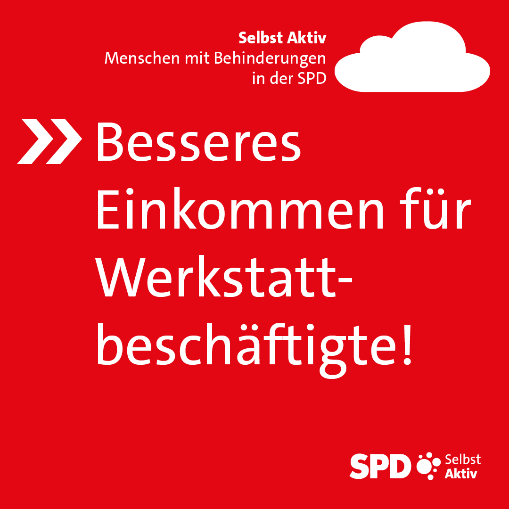 Selbst Aktiv
Menschen mit Behinderungen
in der SPD
Besseres
Einkommen für
Werkstatt-
beschäftigte!
SPD Selbst
Aktiv